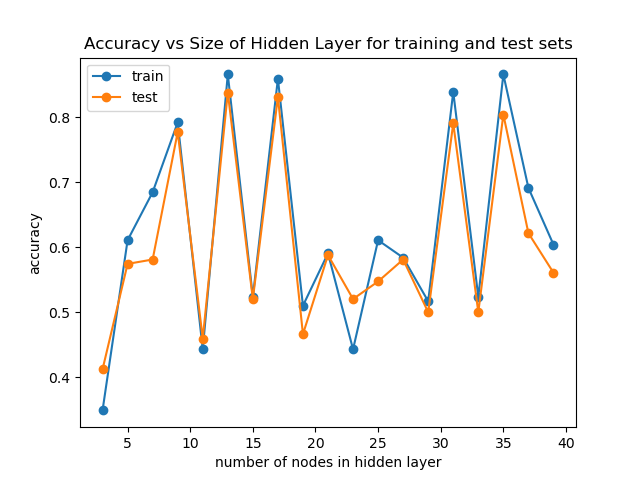 Accuracy vs Size of Hidden Layer for training and test sets
train
test
0.8
0.7
0.6
0.5
0.4
accuracy
5 10 15 20 25 30 35 40
number of nodes in hidden layer